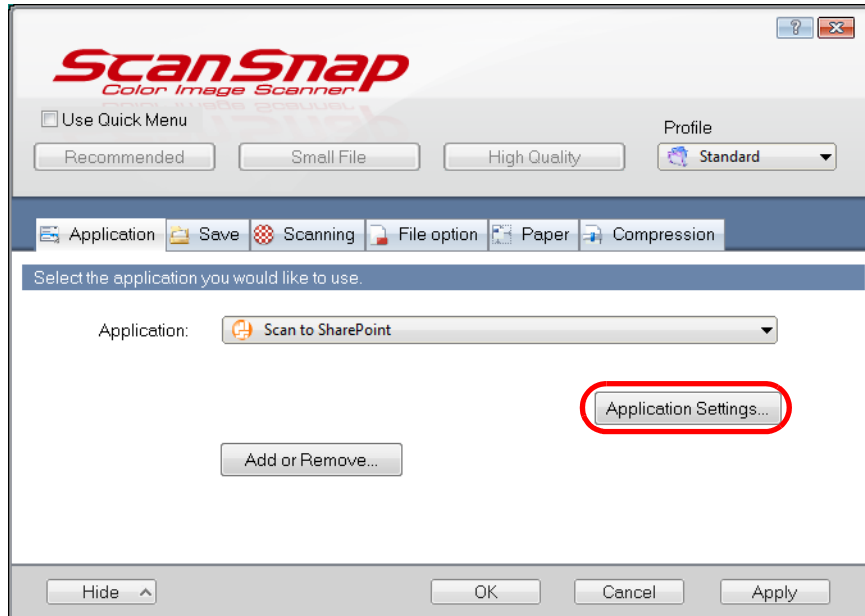 ScanSnap
Color Image Scanner
Use Quick Menu
Profile
Recommended Small File High Quality Standard
Application Save Scanning File option Paper Compression
Select the application you would like to use.
Application: Scan to SharePoint
Application Settings...
Add or Remove...
Hide OK Cancel Apply